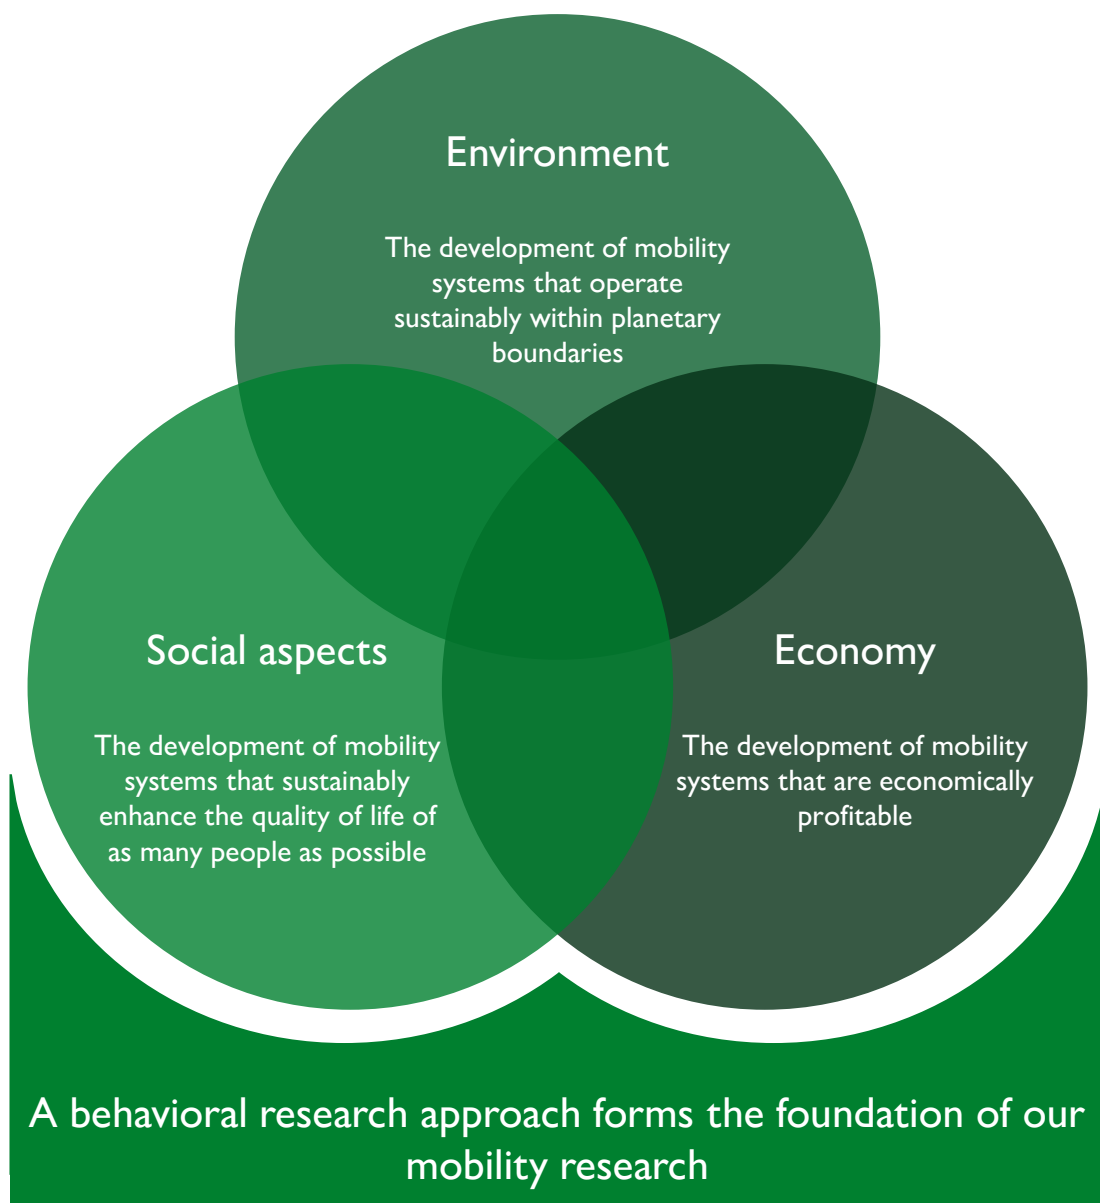 Environment
The development of mobility
systems that operate
sustainably within planetary
boundaries
Social aspects
The development of mobility
systems that sustainably
enhance the quality of life of
as many people as possible
Economy
The development of mobility
systems that are economically
profitable
A behavioral research approach forms the foundation of our
mobility research